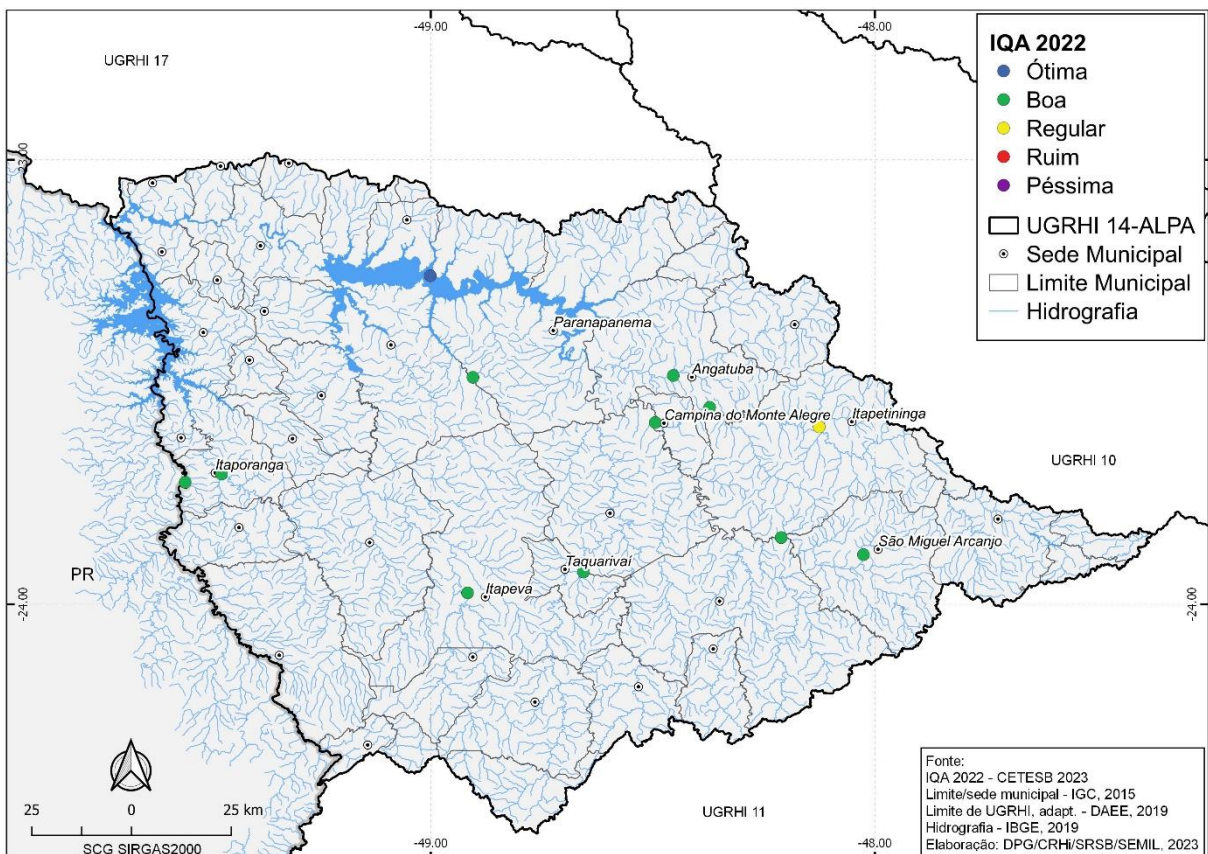 -49.00
-48.00
UGRHI 17
IQA 2022
Ótima
Boa
Regular
Ruim
Péssima
UGRHI 14-ALPA
Sede Municipal
Limite Municipal
Hidrografia
-23.00
Paranapanema
Angatuba
Campina do Monte Alegre
Itapetininga
UGRHI 10
Itaporanga
São Miguel Arcanjo
PR
Taquarivaí
Itapeva
-24.00
-24.00
UGRHI 11
25 0 25 km
SCG SIRGAS2000
-49.00
-48.00
Fonte:
IQA 2022 - CETESB 2023
Limite/sede municipal - IGC, 2015
Limite de UGRHI, adapt. - DAEE, 2019
Hidrografia - IBGE, 2019
Elaboração: DPG/CRHi/SRSB/SEMIL, 2023